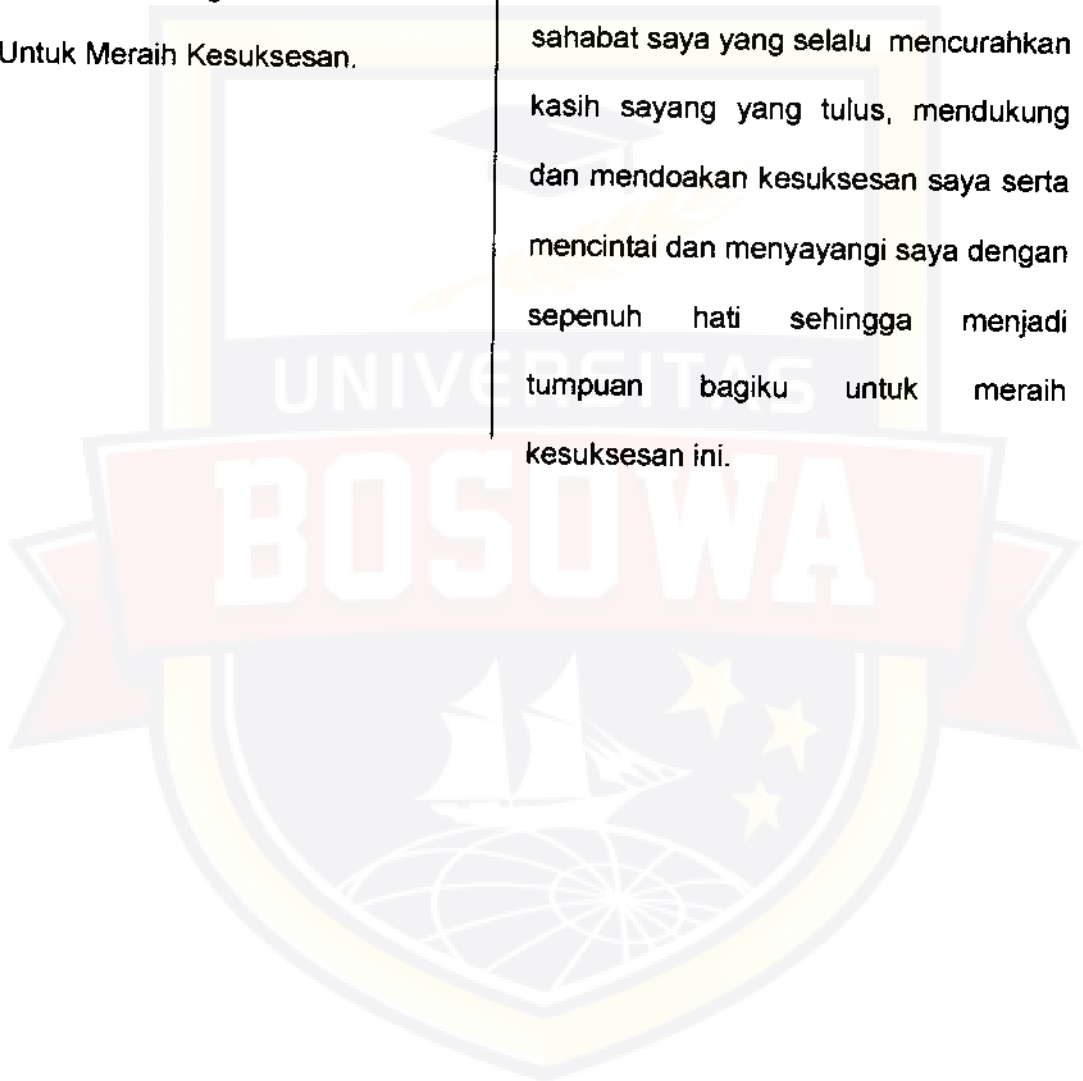 Untuk Meraih Kesuksesan.
sahabat saya yang selalu mencurahkan
kasih sayang yang tulus, mendukung
dan mendoakan kesuksesan saya serta
mencintai dan menyayangi saya dengan
sepenuh hati sehingga menjadi
tumpuan bagiku untuk meraih
kesuksesan ini.
UNIVERSITAS
BOSOWA